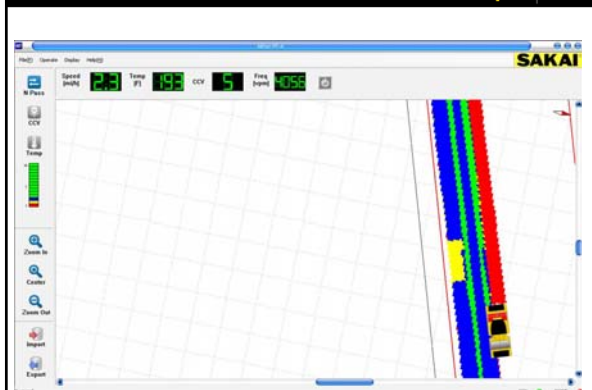 File(F) Operate Display Help(H)
SAKAI
Speed (mi/h) 2.3 Temp (F) 193 CCV 5 Freq (vpm) 4056
N-Pass
CCV
Temp
Zoom In
Center
Zoom Out
Import
Export